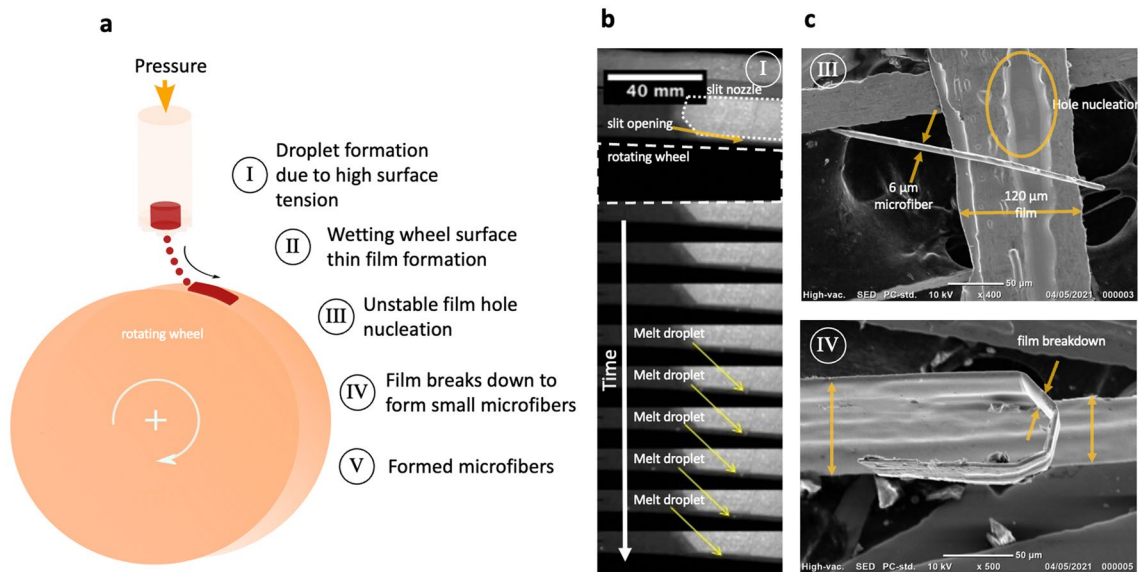 a
Pressure
I
Droplet formation
due to high surface
tension
II
Wetting wheel surface
thin film formation
III
Unstable film hole
nucleation
IV
Film breaks down to
form small microfibers
V
Formed microfibers
rotating wheel
b
I
40 mm
slit nozzle
slit opening
rotating wheel
Time
Melt droplet
Melt droplet
Melt droplet
Melt droplet
Melt droplet
Melt droplet
c
III
Hole nucleation
6 µm
microfiber
120 µm
film
50 µm
High-vac. SED PC-std. 10 kV x 400 04/05/2021 000003
IV
film breakdown
50 µm
High-vac. SED PC-std. 10 kV x 500 04/05/2021 000005